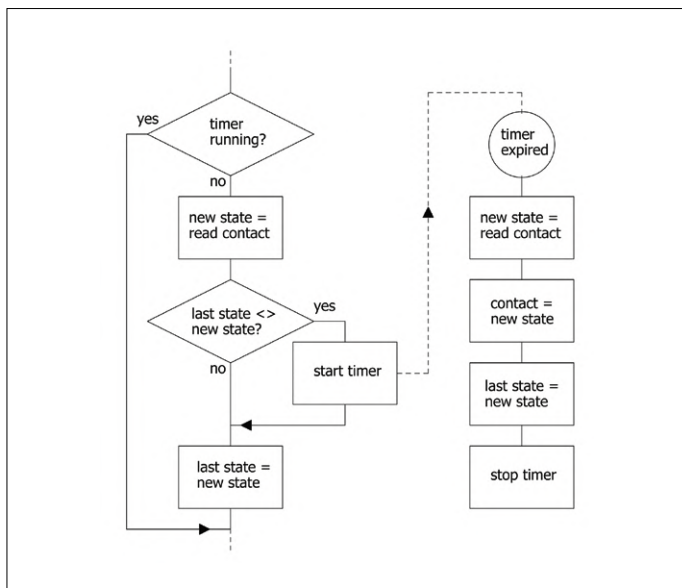 yes
timer
running?
no
new state =
read contact
last state <>
new state?
yes
no
start timer
last state =
new state
timer
expired
new state =
read contact
contact =
new state
last state =
new state
stop timer